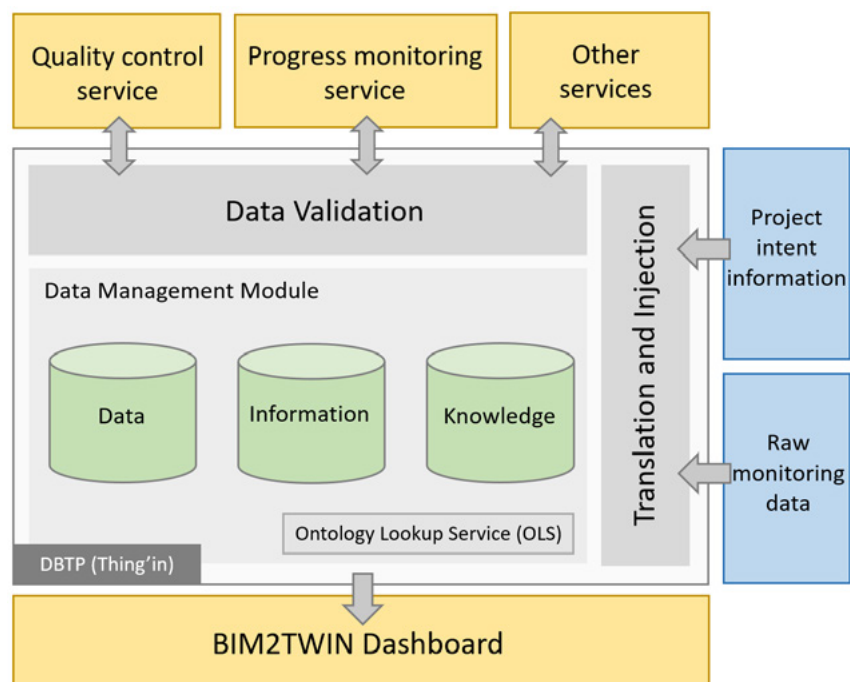 Quality control
service
Progress monitoring
service
Other
services
Data Validation
Translation and Injection
Project
intent
information
Data Management Module
Data
Information
Knowledge
Raw
monitoring
data
Ontology Lookup Service (OLS)
DBTP (Thing’in)
BIM2TWIN Dashboard